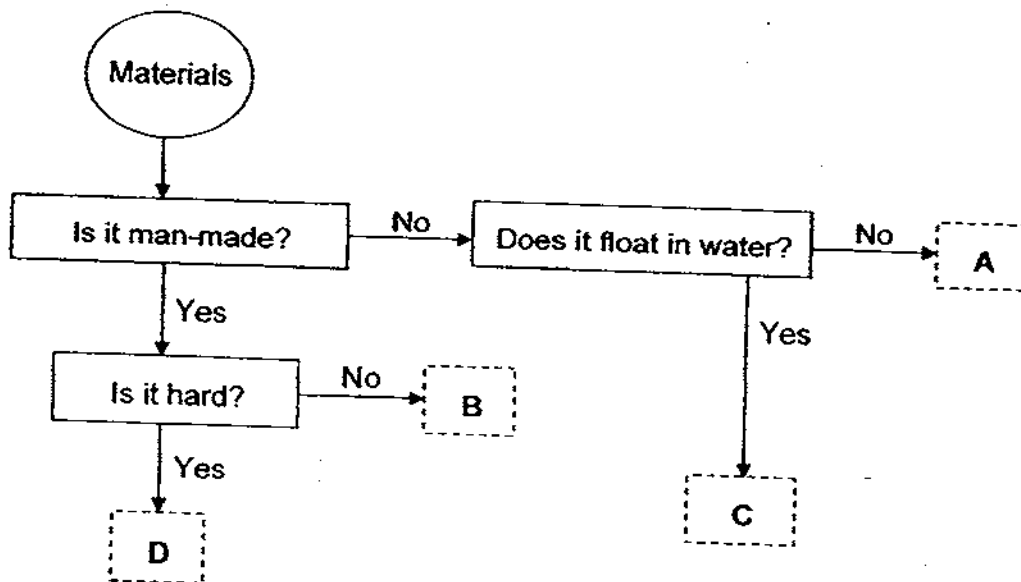 Materials
Is it man-made?
No
Does it float in water?
No
A
Yes
Yes
Is it hard?
No
B
Yes
C
D